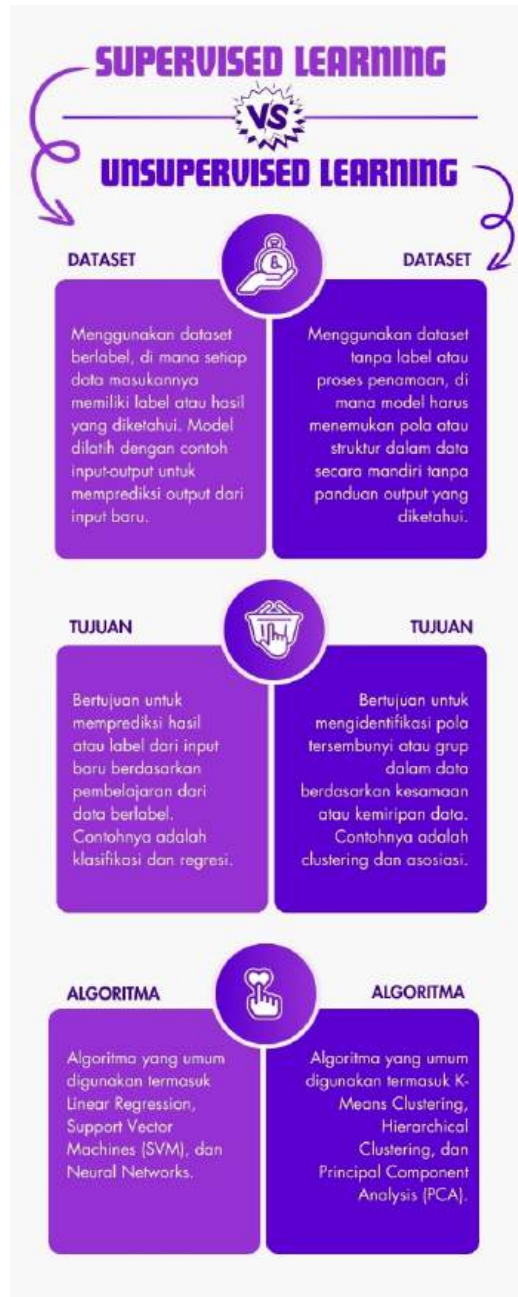 SUPERVISED LEARNING
VS
UNSUPERVISED LEARNING
DATASET
Menggunakan dataset
berlabel, di mana setiap
data masukannya
memiliki label atau hasil
yang diketahui. Model
dilatih dengan contoh
input-output untuk
memprediksi output dari
input baru.
DATASET
Menggunakan dataset
tanpa label atau
proses penamaan, di
mana model harus
menemukan pola atau
struktur dalam data
secara mandiri tanpa
panduan output yang
diketahui.
TUJUAN
Bertujuan untuk
memprediksi hasil
atau label dari input
baru berdasarkan
pembelajaran dari
data berlabel.
Contohnya adalah
klasifikasi dan regresi.
TUJUAN
Bertujuan untuk
mengidentifikasi pola
tersembunyi atau grup
dalam data
berdasarkan kesamaan
atau kemiripan data.
Contohnya adalah
clustering dan asosiasi.
ALGORITMA
Algoritma yang umum
digunakan termasuk
Linear Regression,
Support Vector
Machines (SVM), dan
Neural Networks.
ALGORITMA
Algoritma yang umum
digunakan termasuk K-
Means Clustering,
Hierarchical
Clustering, dan
Principal Component
Analysis (PCA).